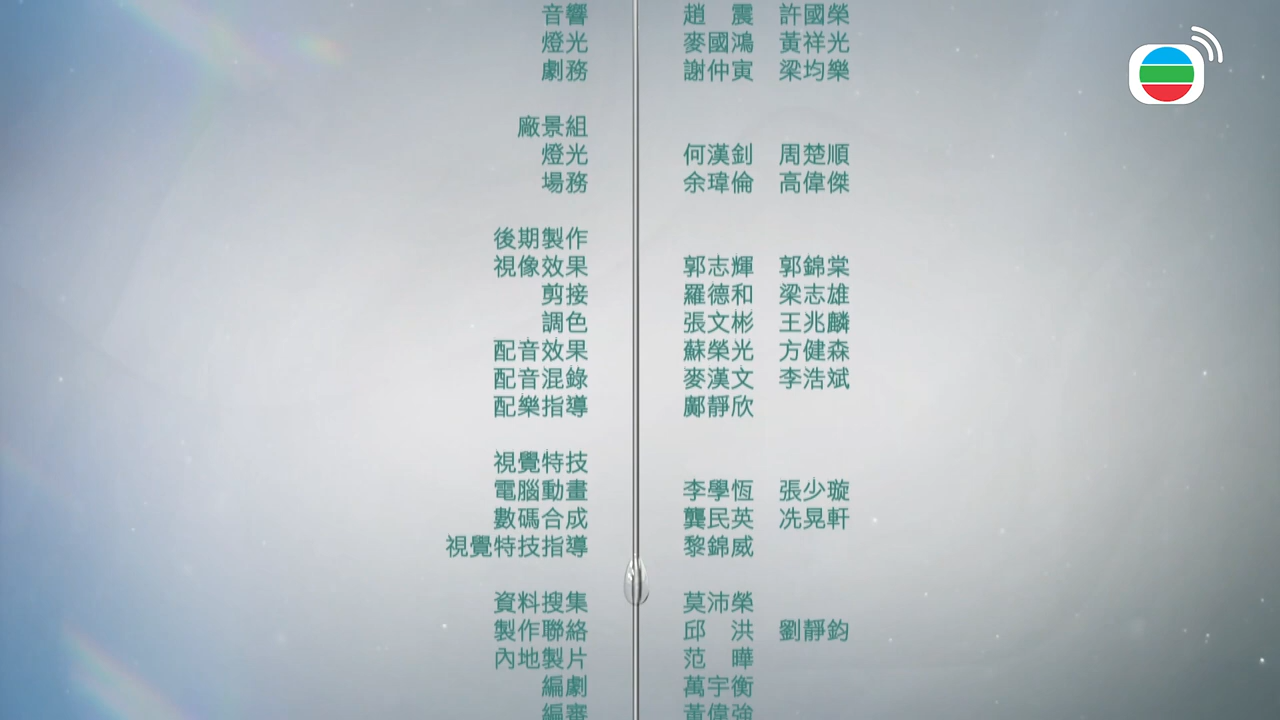 音響 趙 震 許國榮
燈光 麥國鴻 黃祥光
劇務 謝仲寅 梁均樂
廠景組
燈光 何漢釗 周楚順
場務 余瑋倫 高偉傑
後期製作
視像效果 郭志輝 郭錦棠
剪接 羅德和 梁志雄
調色 張文彬 王兆麟
配音效果 蘇榮光 方健森
配音混錄 麥漢文 李浩斌
配樂指導 鄺靜欣
視覺特技
電腦動畫 李學恆 張少璇
數碼合成 龔民英 冼晃軒
視覺特技指導 黎錦威
資料搜集 莫沛榮
製作聯絡 邱 洪 劉靜鈞
內地製片 范 曄
編劇 萬宇衡
編審 黃偉強